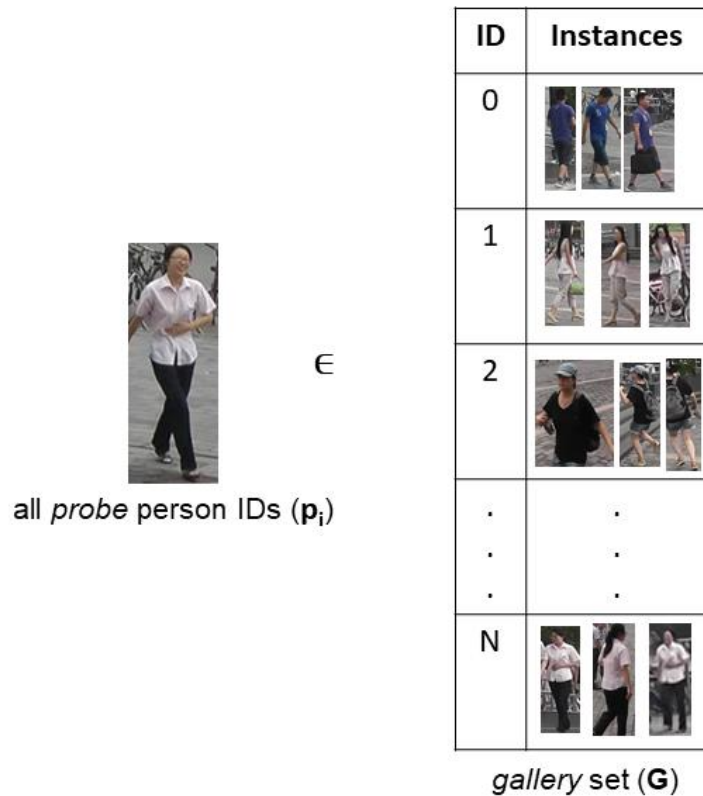 ID Instances
0
1
∈
2
all probe person IDs (pᵢ)
. .
. .
. .
N
gallery set (G)